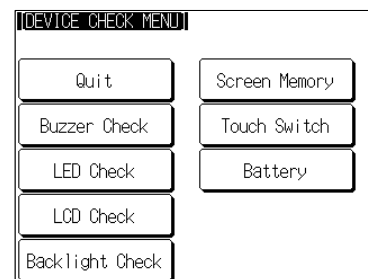 [DEVICE CHECK MENU]
Quit
Screen Memory
Buzzer Check
Touch Switch
LED Check
Battery
LCD Check
Backlight Check